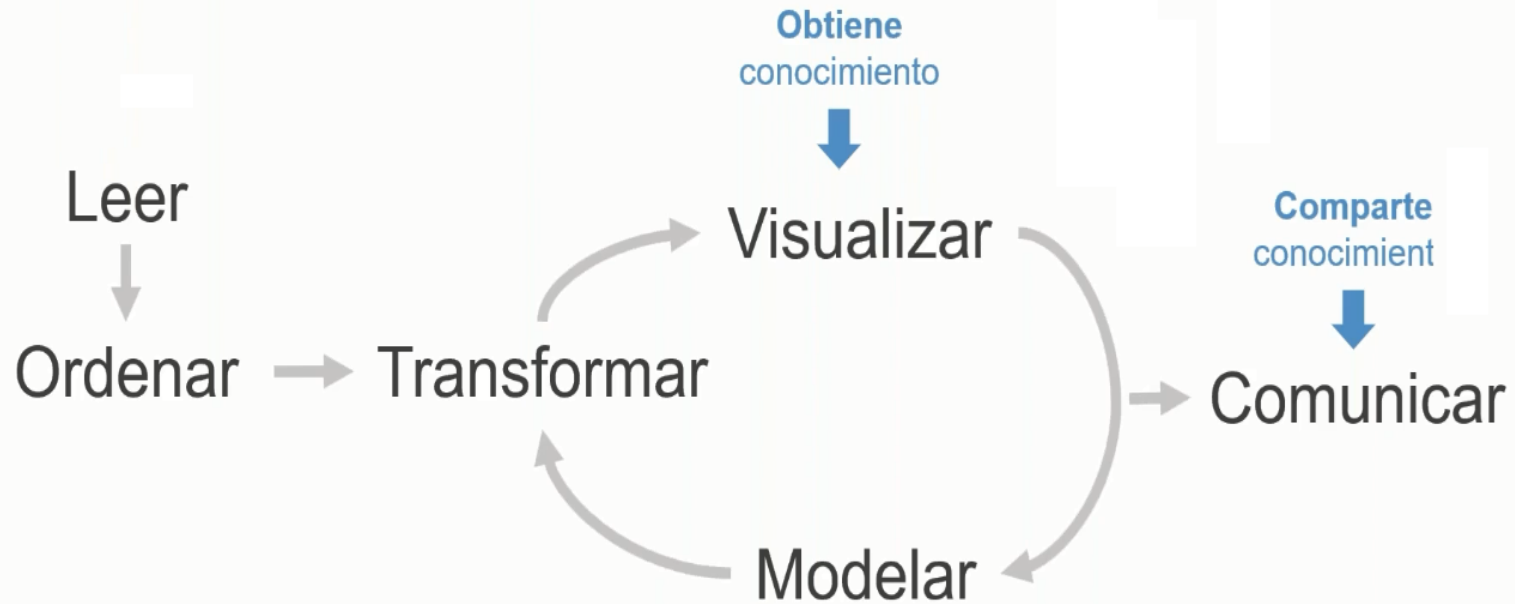 Obtiene
conocimiento
Leer
Visualizar
Comparte
conocimient
Ordenar
Transformar
Comunicar
Modelar